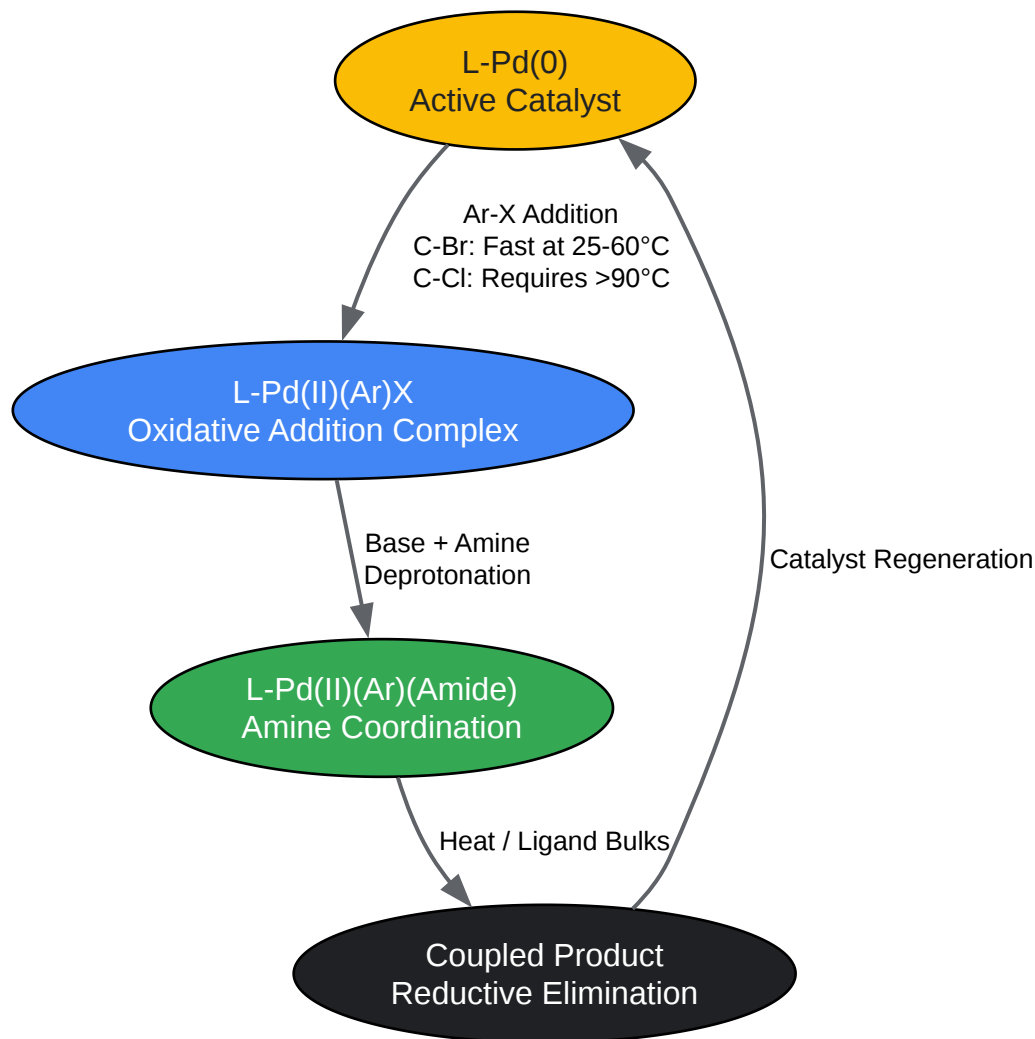 L-Pd(0)
Active Catalyst
Ar-X Addition
C-Br: Fast at 25-60°C
C-Cl: Requires >90°C
L-Pd(II)(Ar)X
Oxidative Addition Complex
Base + Amine
Deprotonation
Catalyst Regeneration
L-Pd(II)(Ar)(Amide)
Amine Coordination
Heat / Ligand Bulks
Coupled Product
Reductive Elimination